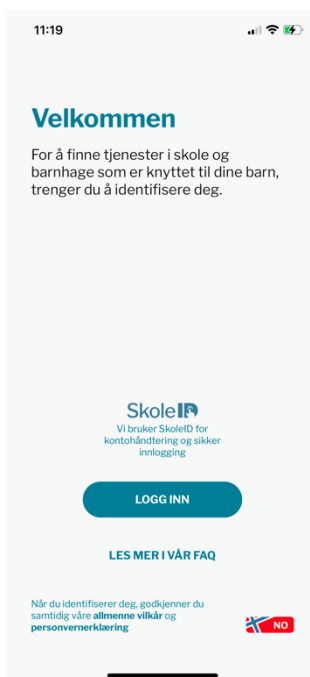 11:19
Velkommen
For å finne tjenester i skole og
barnhage som er knyttet til dine barn,
trenger du å identifisere deg.
SkoleID
Vi bruker SkoleID for
kontohåndtering og sikker
innlogging
LOGG INN
LES MER I VÅR FAQ
Når du identifiserer deg, godkjenner du
samtidig våre allmenne vilkår og
personvernerklæring
NO